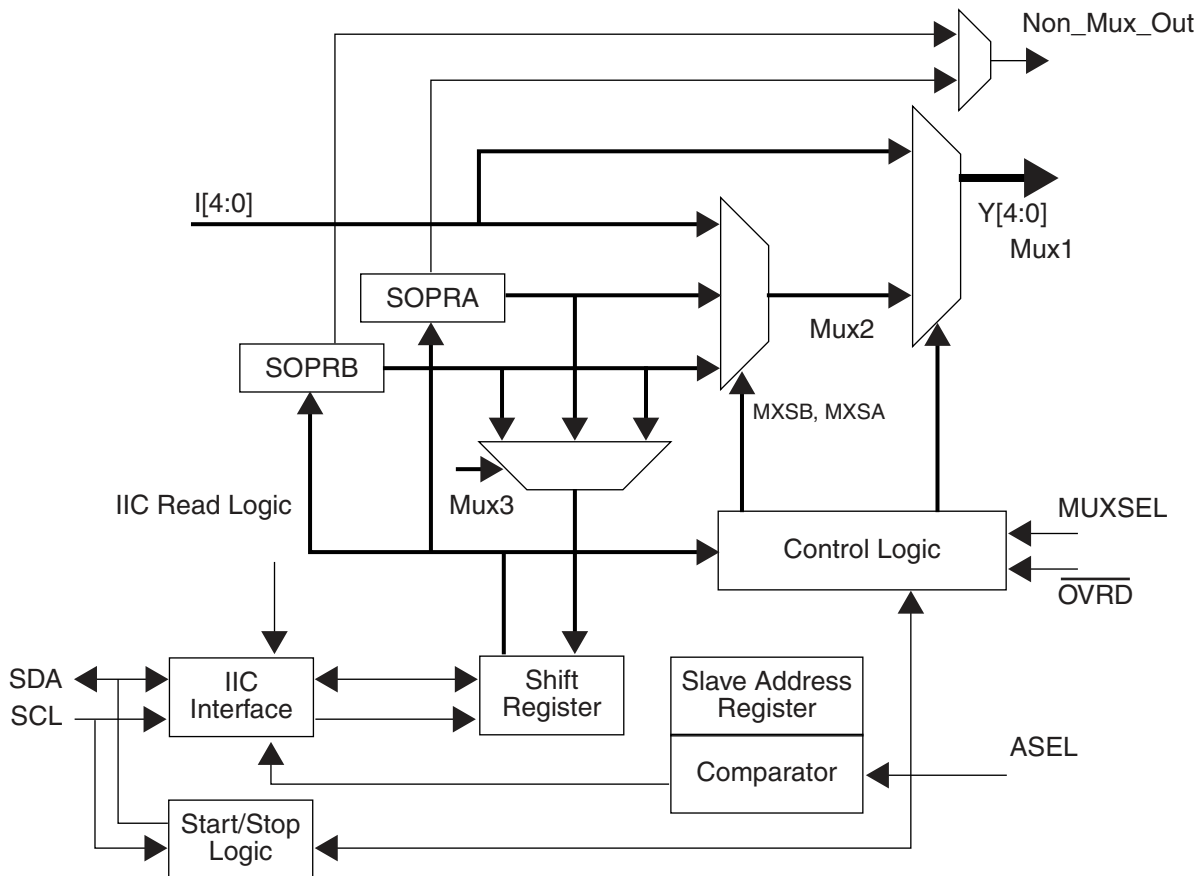 Non_Mux_Out
I[4:0]
Y[4:0]
Mux1
SOPRA
Mux2
SOPRB
MXSB, MXSA
Mux3
IIC Read Logic
MUXSEL
Control Logic
OVRD
SDA
SCL
IIC
Interface
Shift
Register
Slave Address
Register
Comparator
ASEL
Start/Stop
Logic